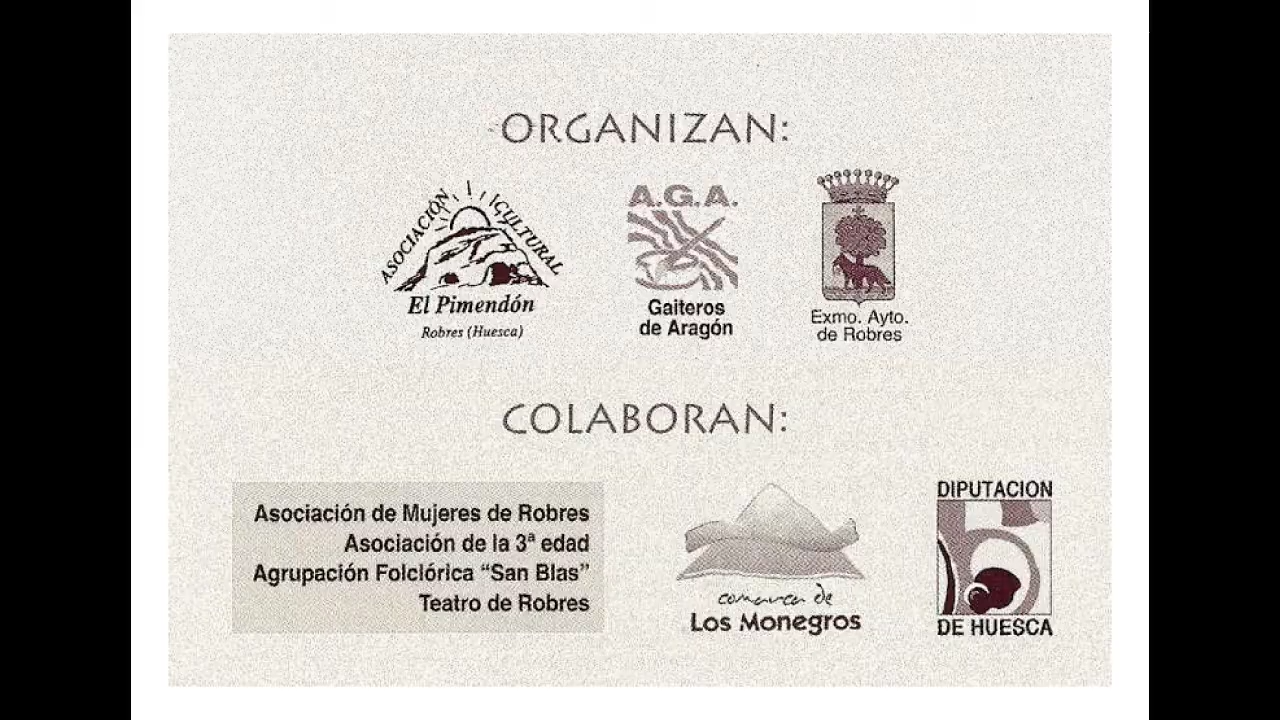 ORGANIZAN:
ASOCIACIÓN CULTURAL
El Pimendón
Robres (Huesca)
A.G.A.
Gaiteros
de Aragón
Exmo. Ayto.
de Robres
COLABORAN:
Asociación de Mujeres de Robres
Asociación de la 3ª edad
Agrupación Folclórica “San Blas”
Teatro de Robres
comarca de
Los Monegros
DIPUTACION
DE HUESCA